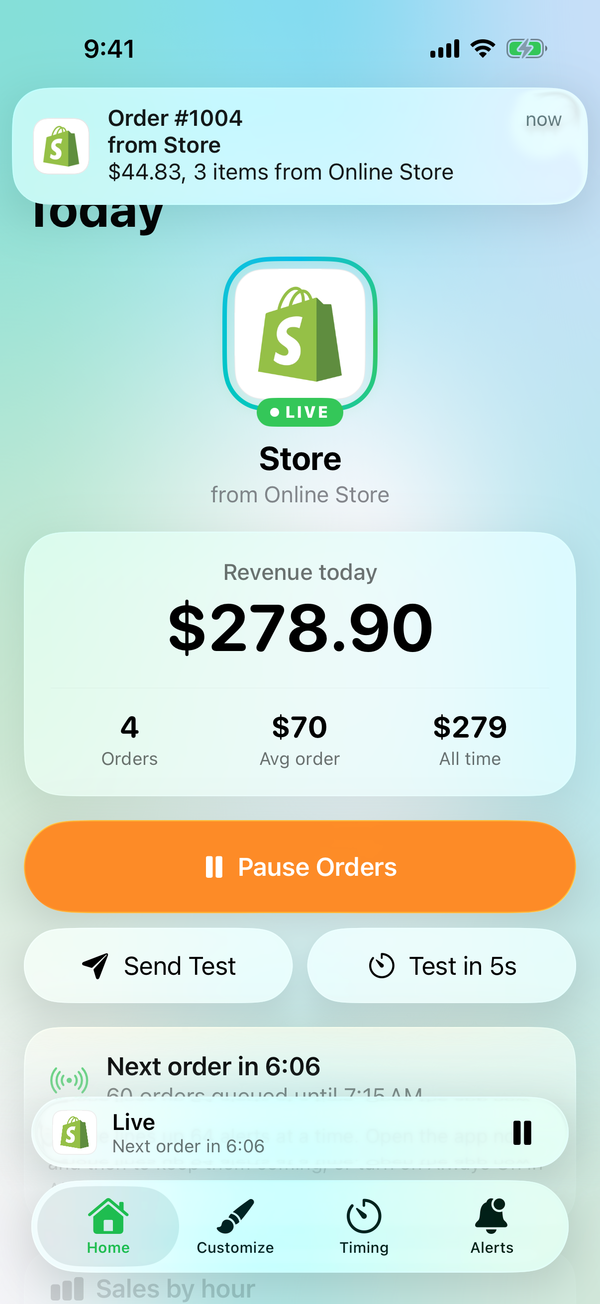 9:41
Order #1004
now
from Store
$44.83, 3 items from Online Store
Today
LIVE
Store
from Online Store
Revenue today
$278.90
4
$70
$279
Orders
Avg order
All time
Pause Orders
Send Test
Test in 5s
Next order in 6:06
60 orders queued until 7:15 AM
Live
Next order in 6:06
Home
Customize
Timing
Alerts
Sales by hour